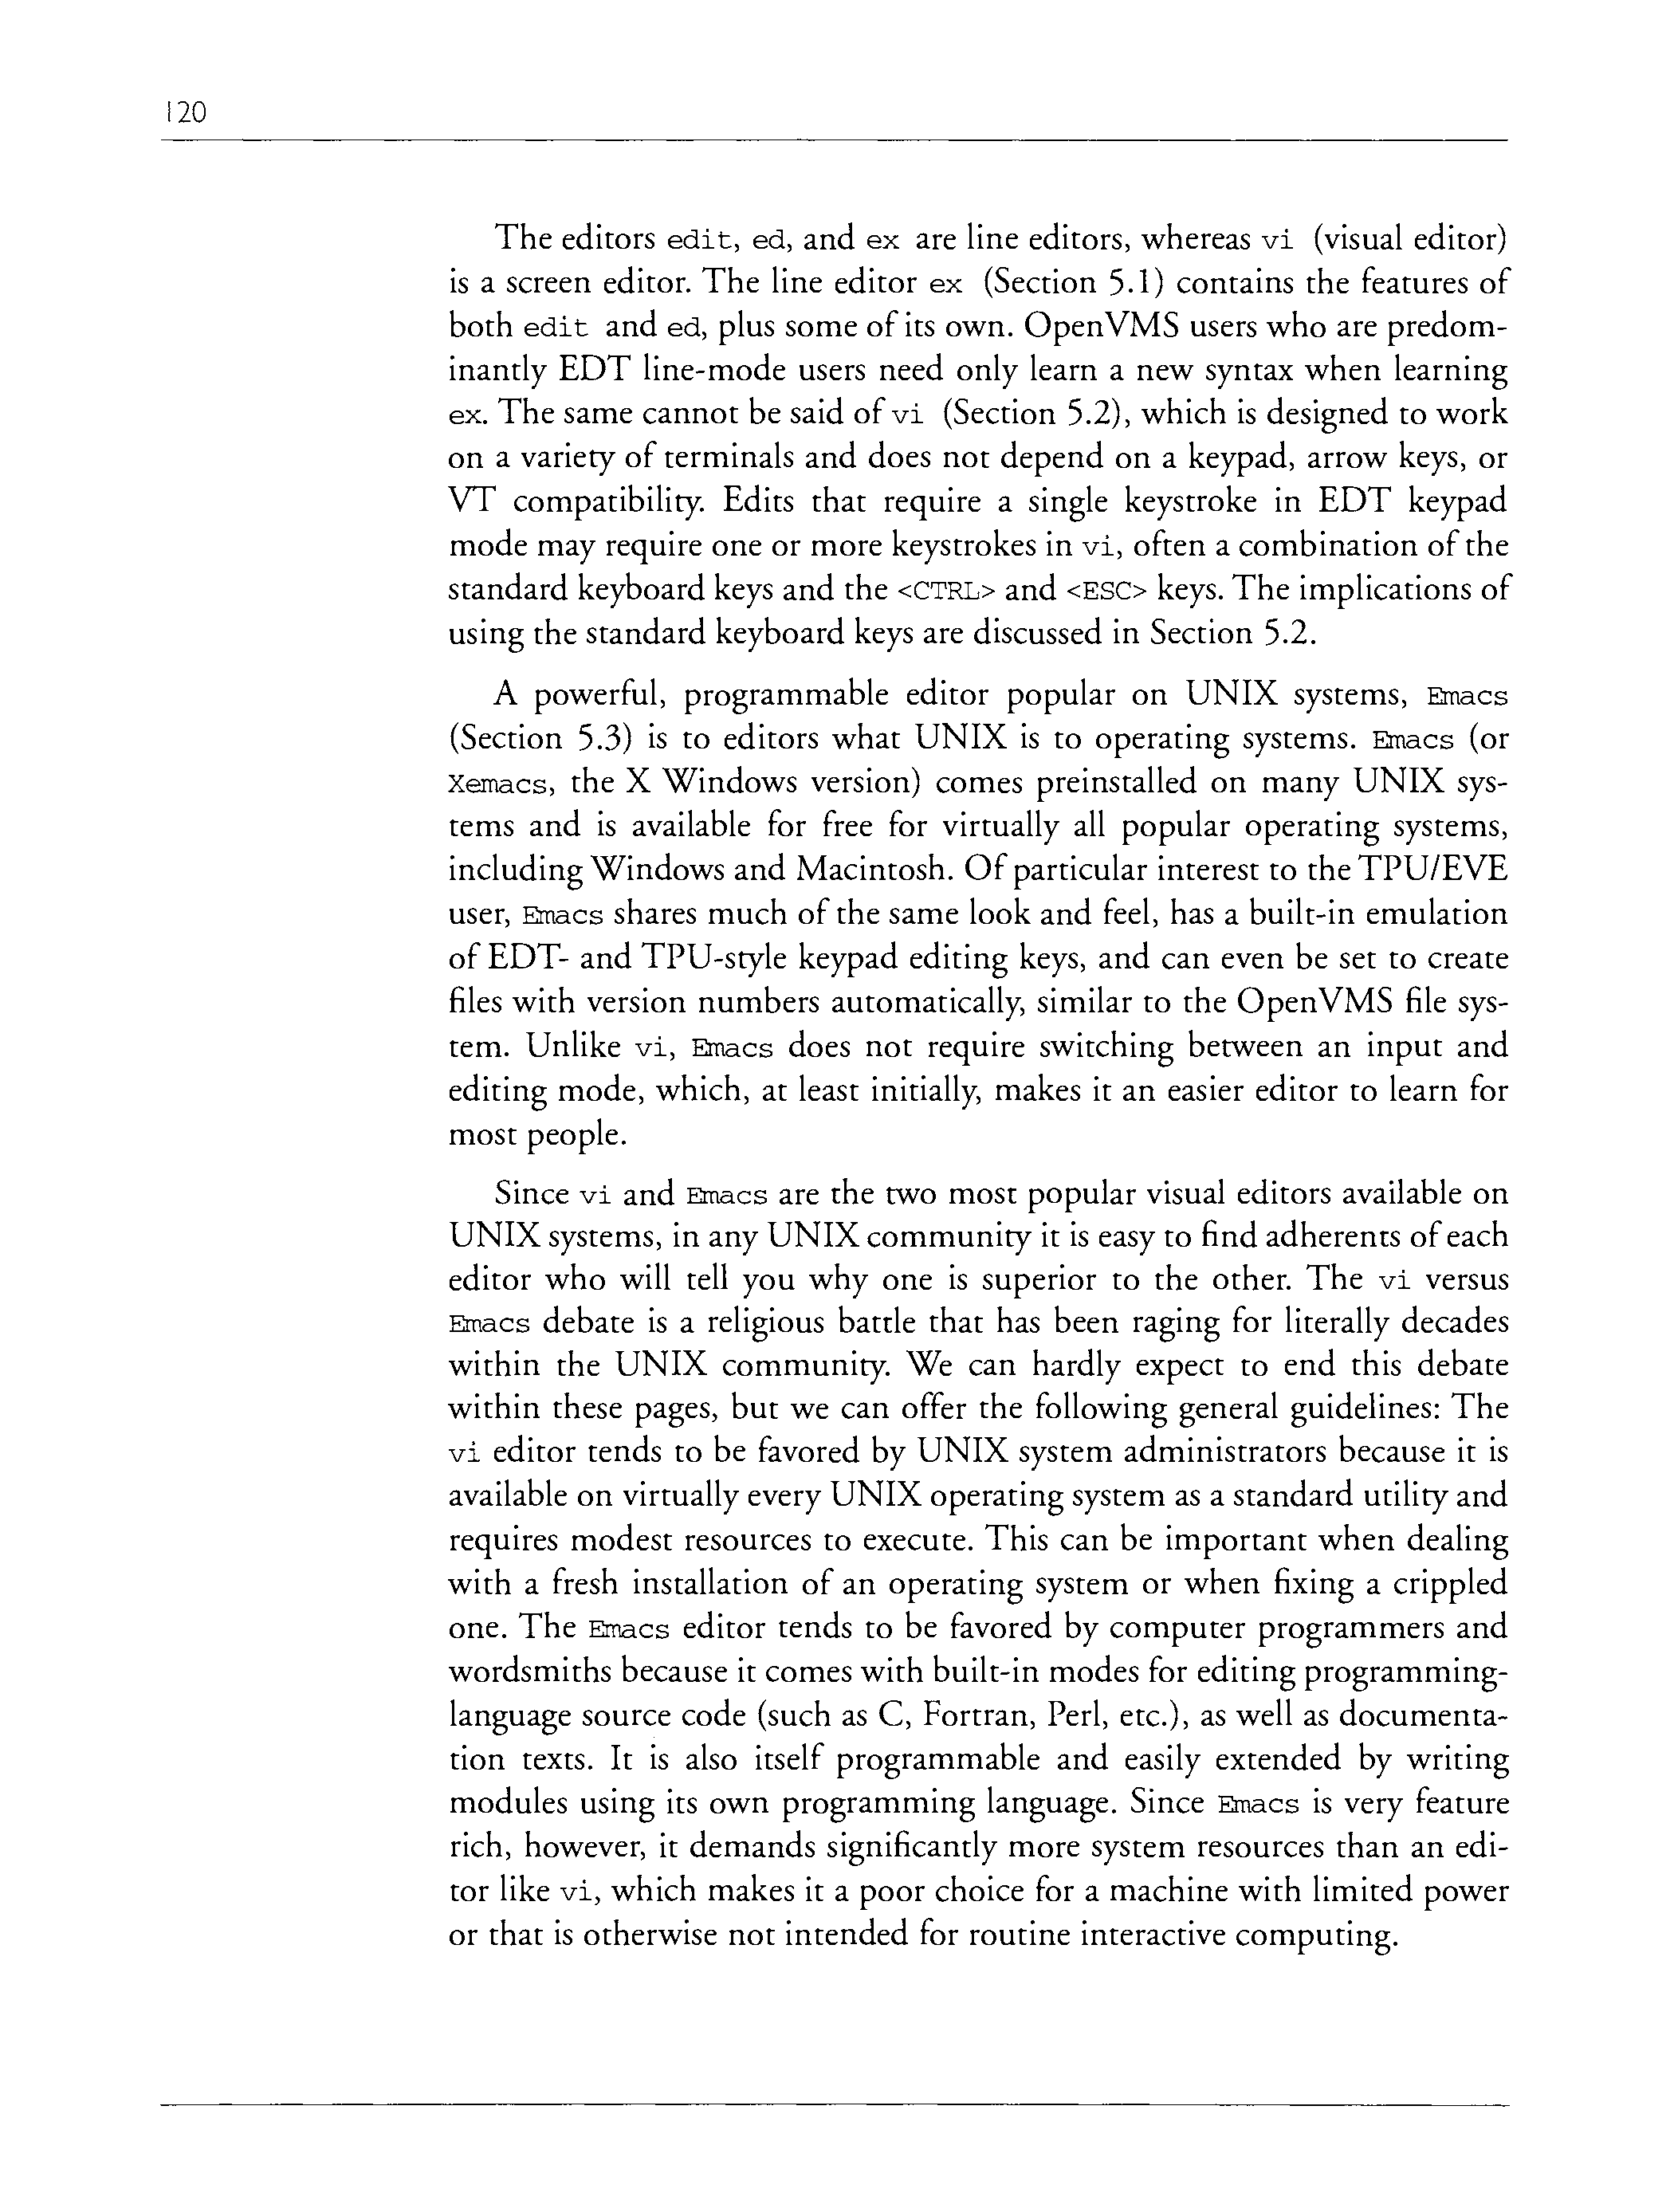 120
The editors edit, ed, and ex are line editors, whereas vi (visual editor)
is a screen editor. The line editor ex (Section 5.1) contains the features of
both edit and ed, plus some of its own. OpenVMS users who are predom-
inantly EDT line-mode users need only learn a new syntax when learning
ex. The same cannot be said of vi (Section 5.2), which is designed to work
on a variety of terminals and does not depend on a keypad, arrow keys, or
VT compatibility. Edits that require a single keystroke in EDT keypad
mode may require one or more keystrokes in vi, often a combination of the
standard keyboard keys and the <CTRL> and <ESC> keys. The implications of
using the standard keyboard keys are discussed in Section 5.2.
A powerful, programmable editor popular on UNIX systems, Emacs
(Section 5.3) is to editors what UNIX is to operating systems. Emacs (or
Xemacs, the X Windows version) comes preinstalled on many UNIX sys-
tems and is available for free for virtually all popular operating systems,
including Windows and Macintosh. Of particular interest to the TPU/EVE
user, Emacs shares much of the same look and feel, has a built-in emulation
of EDT- and TPU-style keypad editing keys, and can even be set to create
files with version numbers automatically, similar to the OpenVMS file sys-
tem. Unlike vi, Emacs does not require switching between an input and
editing mode, which, at least initially, makes it an easier editor to learn for
most people.
Since vi and Emacs are the two most popular visual editors available on
UNIX systems, in any UNIX community it is easy to find adherents of each
editor who will tell you why one is superior to the other. The vi versus
Emacs debate is a religious battle that has been raging for literally decades
within the UNIX community. We can hardly expect to end this debate
within these pages, but we can offer the following general guidelines: The
vi editor tends to be favored by UNIX system administrators because it is
available on virtually every UNIX operating system as a standard utility and
requires modest resources to execute. This can be important when dealing
with a fresh installation of an operating system or when fixing a crippled
one. The Emacs editor tends to be favored by computer programmers and
wordsmiths because it comes with built-in modes for editing programming-
language source code (such as C, Fortran, Perl, etc.), as well as documenta-
tion texts. It is also itself programmable and easily extended by writing
modules using its own programming language. Since Emacs is very feature
rich, however, it demands significantly more system resources than an edi-
tor like vi, which makes it a poor choice for a machine with limited power
or that is otherwise not intended for routine interactive computing.